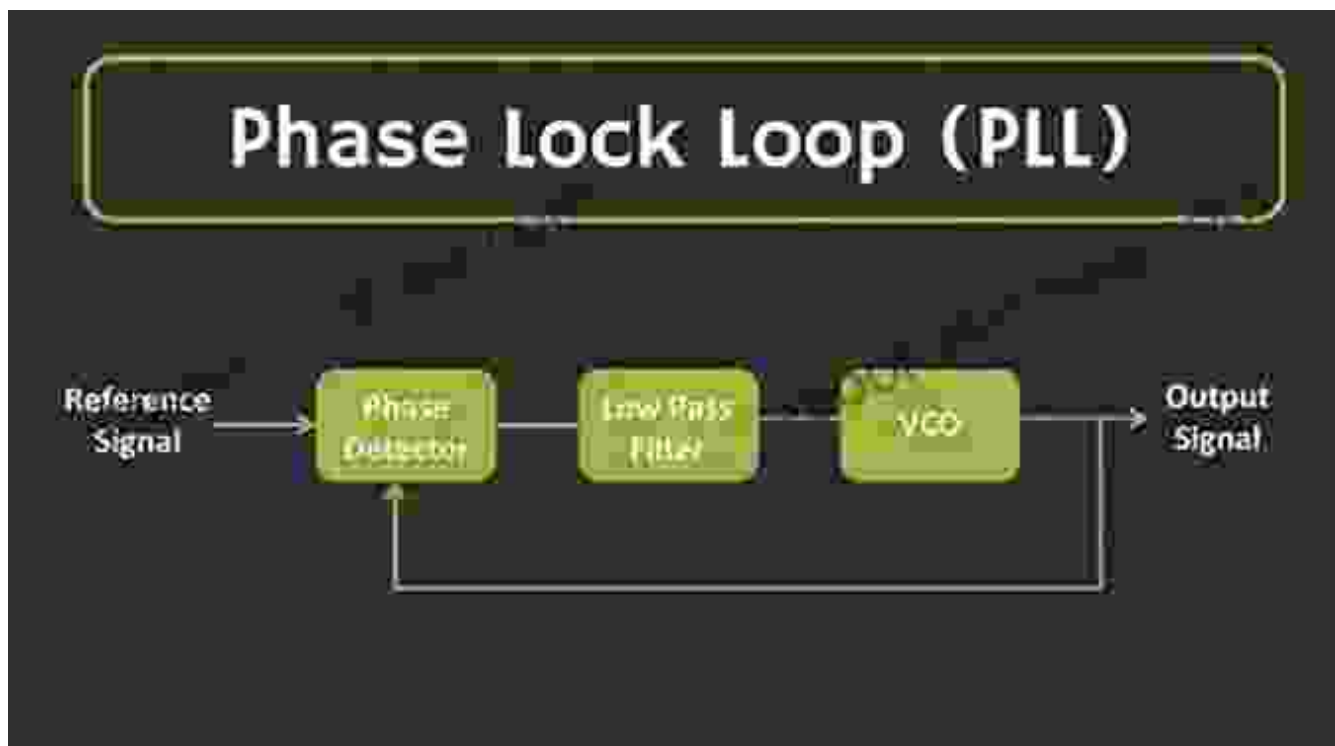 Phase Lock Loop (PLL)
Reference
Signal
Phase
Detector
Low Pass
Filter
VCO
Output
Signal